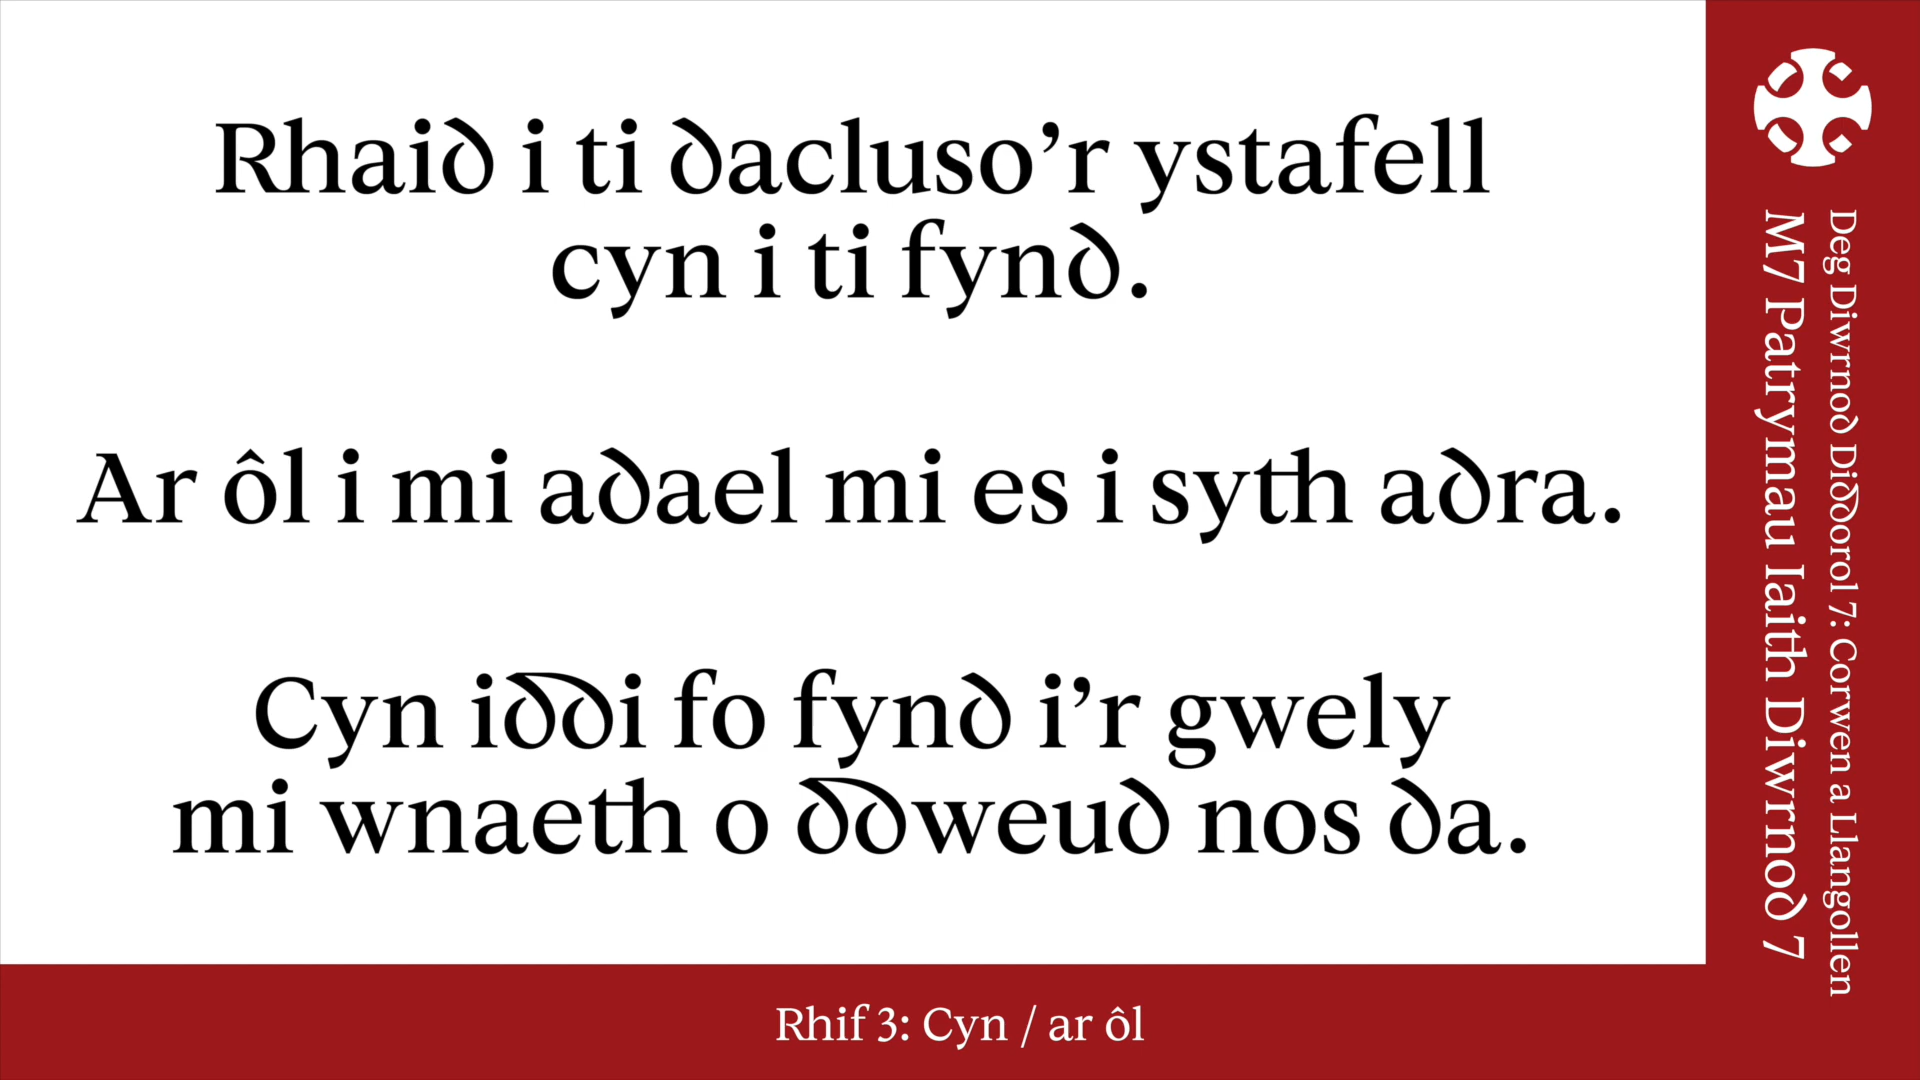 Rhaid i ti dacluso’r ystafell
cyn i ti fynd.
Ar ôl i mi adael mi es i syth adra.
Cyn iddi fo fynd i’r gwely
mi wnaeth o ddweud nos da.
Rhif 3: Cyn / ar ôl
Deg Diwrnod Diddorol 7: Corwen a Llangollen
M7 Patrymau Iaith Diwrnod 7